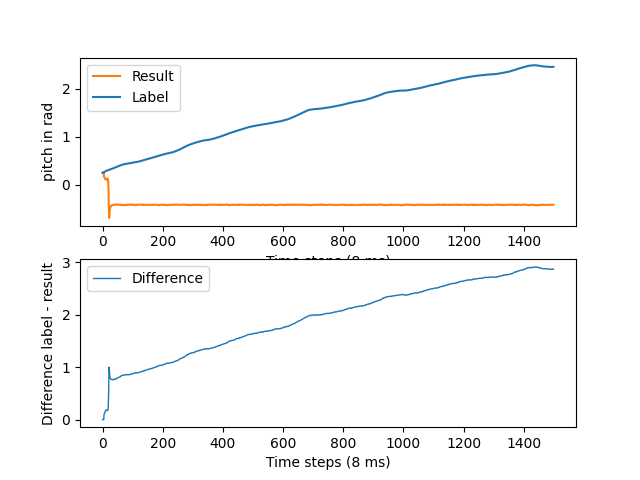 Result
Label
pitch in rad
2
1
0
0 200 400 600 800 1000 1200 1400
Time steps (8 ms)
Difference
Difference label - result
3
2
1
0
0 200 400 600 800 1000 1200 1400
Time steps (8 ms)